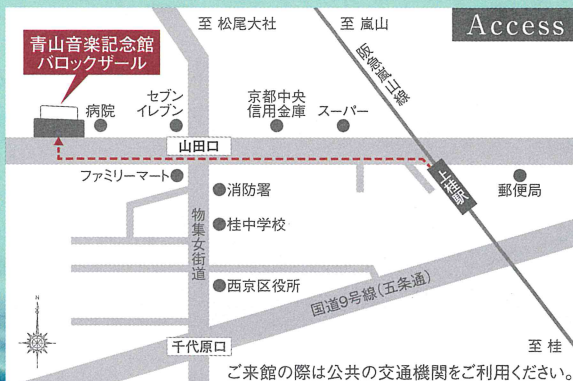 至 松尾大社
至 嵐山
Access
青山音楽記念館
バロックザール
阪急嵐山線
病院
セブン
イレブン
京都中央
信用金庫
スーパー
山田口
ファミリーマート
消防署
上桂駅
郵便局
物集女街道
桂中学校
西京区役所
国道9号線(五条通)
N
千代原口
至 桂
ご来館の際は公共の交通機関をご利用ください。